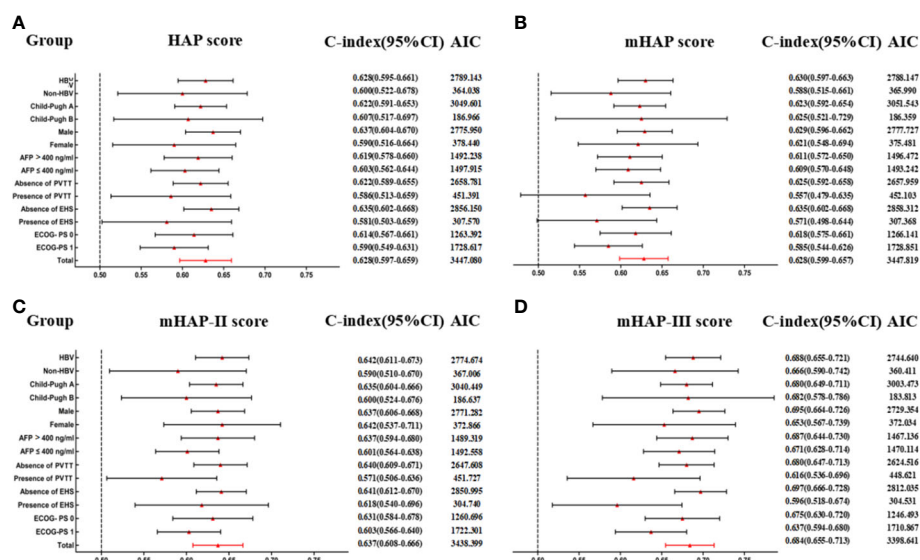 A
Group HAP score C-index(95%CI) AIC
HBV 0.628(0.595-0.661) 2789.143
Non-HBV 0.600(0.522-0.678) 364.038
Child-Pugh A 0.622(0.591-0.653) 3049.601
Child-Pugh B 0.607(0.517-0.697) 186.966
Male 0.637(0.604-0.670) 2775.950
Female 0.590(0.516-0.664) 378.440
AFP > 400 ng/ml 0.619(0.578-0.660) 1492.238
AFP ≤ 400 ng/ml 0.603(0.562-0.644) 1497.915
Absence of PVTT 0.622(0.589-0.655) 2658.781
Presence of PVTT 0.586(0.513-0.659) 451.391
Absence of EHS 0.635(0.602-0.668) 2856.150
Presence of EHS 0.581(0.503-0.659) 307.570
ECOG- PS 0 0.614(0.567-0.661) 1263.392
ECOG-PS 1 0.590(0.549-0.631) 1728.617
Total 0.628(0.597-0.659) 3447.080
0.50 0.55 0.60 0.65 0.70 0.75
B
mHAP score C-index(95%CI) AIC
0.630(0.597-0.663) 2788.147
0.588(0.515-0.661) 365.990
0.623(0.592-0.654) 3051.543
0.625(0.521-0.729) 186.359
0.629(0.596-0.662) 2777.727
0.621(0.548-0.694) 375.481
0.611(0.572-0.650) 1496.472
0.609(0.570-0.648) 1493.242
0.625(0.592-0.658) 2657.959
0.557(0.479-0.635) 452.103
0.635(0.602-0.668) 2858.312
0.571(0.498-0.644) 307.368
0.618(0.575-0.661) 1266.141
0.585(0.544-0.626) 1728.851
0.628(0.599-0.657) 3447.819
0.50 0.60 0.65 0.70 0.75
C
Group mHAP-II score C-index(95%CI) AIC
HBV 0.642(0.611-0.673) 2774.674
Non-HBV 0.590(0.510-0.670) 367.006
Child-Pugh A 0.635(0.604-0.666) 3040.449
Child-Pugh B 0.600(0.524-0.676) 186.637
Male 0.637(0.606-0.668) 2771.282
Female 0.642(0.537-0.711) 372.866
AFP > 400 ng/ml 0.637(0.594-0.680) 1489.319
AFP ≤ 400 ng/ml 0.601(0.564-0.638) 1492.558
Absence of PVTT 0.640(0.609-0.671) 2647.608
Presence of PVTT 0.571(0.506-0.636) 451.727
Absence of EHS 0.641(0.612-0.670) 2850.995
Presence of EHS 0.618(0.540-0.696) 304.740
ECOG- PS 0 0.631(0.584-0.678) 1260.696
ECOG-PS 1 0.603(0.566-0.640) 1722.301
Total 0.637(0.608-0.666) 3438.399
0.50 0.55 0.60 0.65 0.70 0.75
D
mHAP-III score C-index(95%CI) AIC
0.688(0.655-0.721) 2744.640
0.666(0.590-0.742) 360.411
0.680(0.649-0.711) 3003.473
0.682(0.578-0.786) 183.813
0.695(0.664-0.726) 2729.354
0.653(0.567-0.739) 372.034
0.687(0.644-0.730) 1467.136
0.671(0.628-0.714) 1470.114
0.680(0.647-0.713) 2624.516
0.616(0.536-0.696) 448.621
0.697(0.666-0.728) 2812.035
0.596(0.518-0.674) 304.531
0.675(0.630-0.720) 1246.493
0.637(0.594-0.680) 1710.867
0.684(0.655-0.713) 3398.641
0.50 0.55 0.60 0.65 0.70 0.75